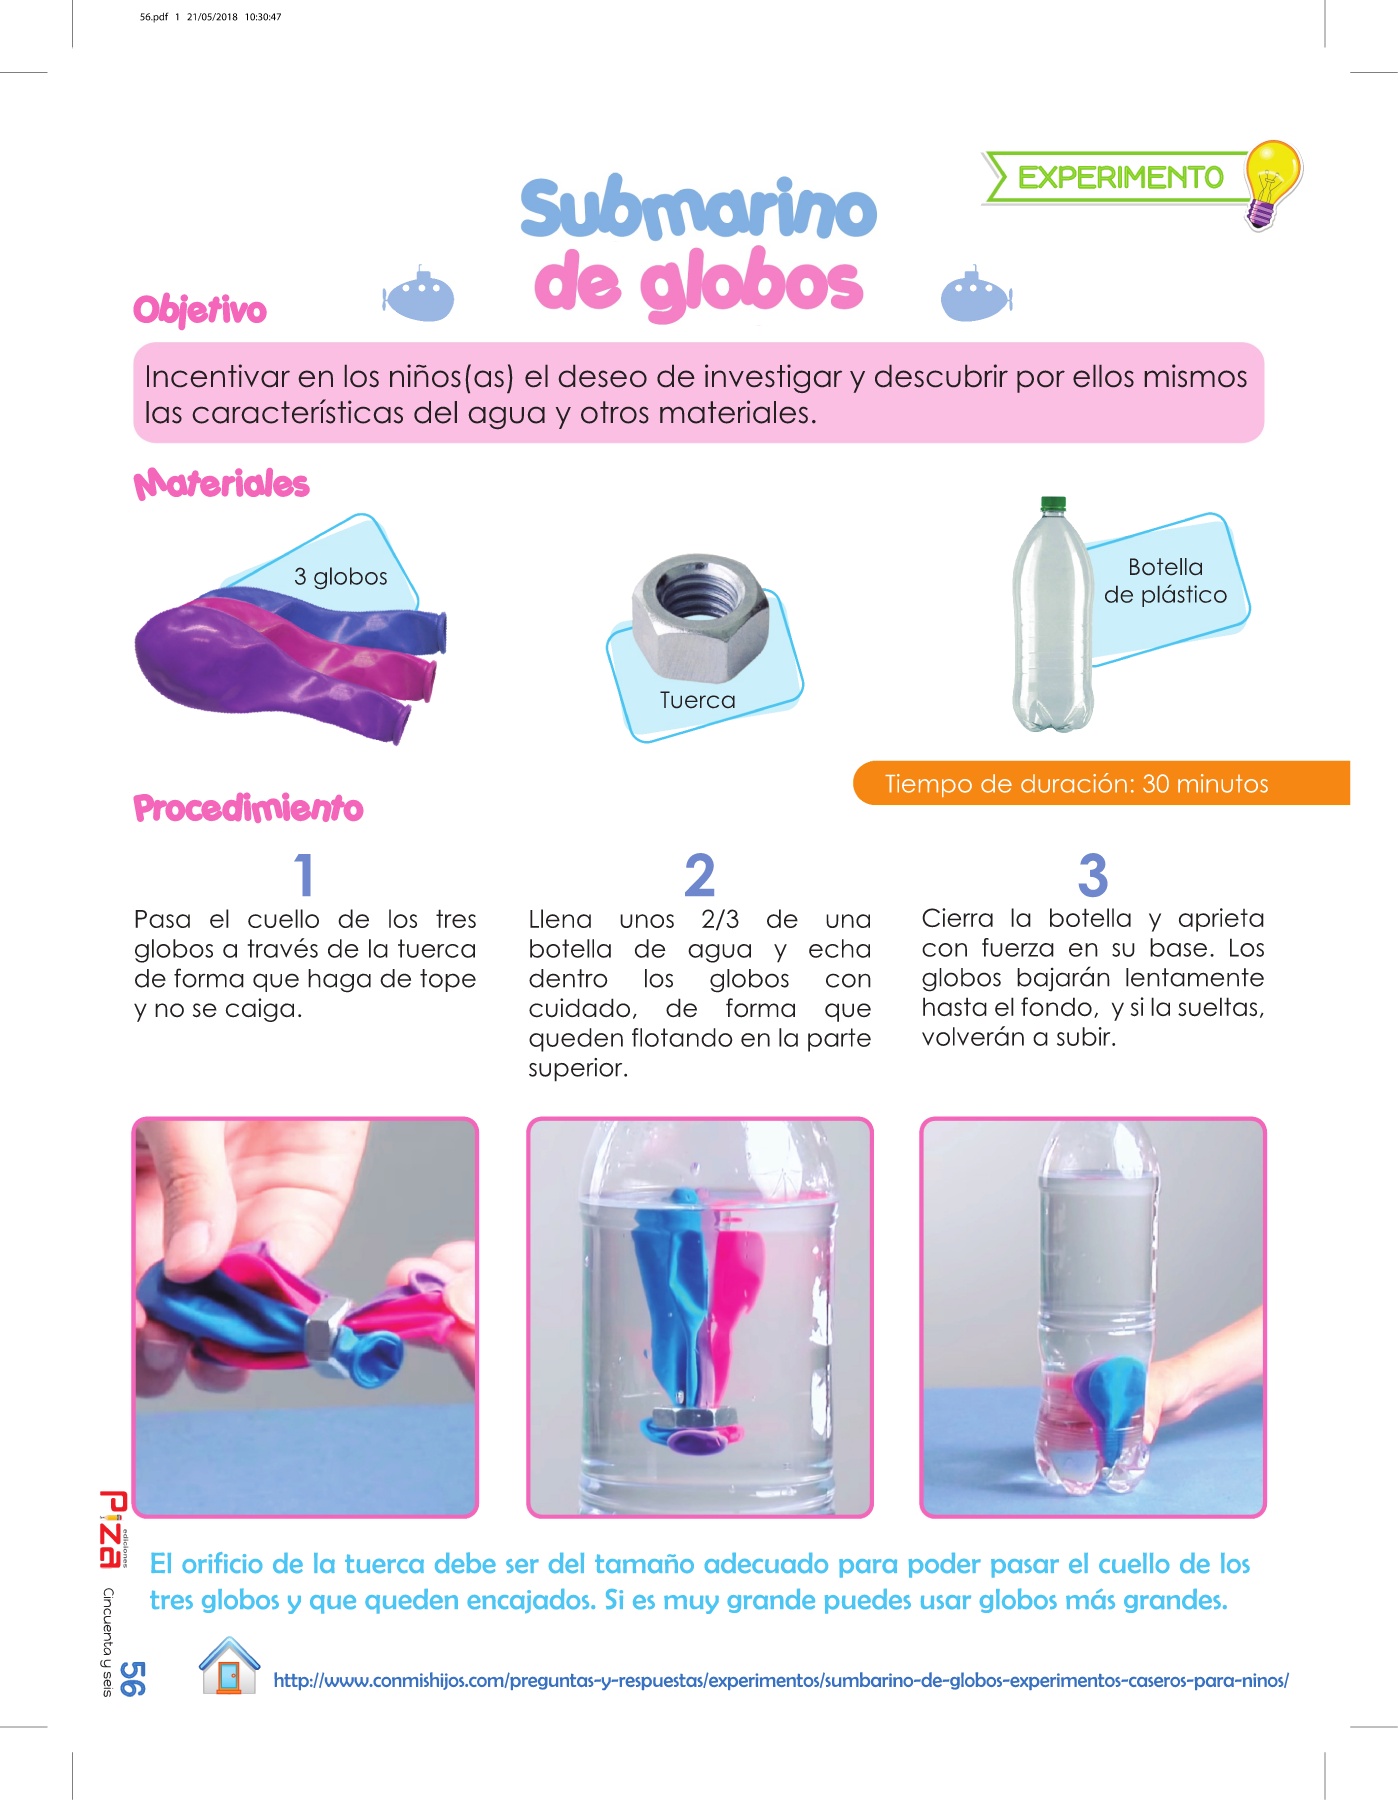 56.pdf 1 21/05/2018 10:30:47
EXPERIMENTO
Submarino
de globos
Objetivo
Incentivar en los niños(as) el deseo de investigar y descubrir por ellos mismos
las características del agua y otros materiales.
Materiales
3 globos
Tuerca
Botella
de plástico
Tiempo de duración: 30 minutos
Procedimiento
1
Pasa el cuello de los tres
globos a través de la tuerca
de forma que haga de tope
y no se caiga.
2
Llena unos 2/3 de una
botella de agua y echa
dentro los globos con
cuidado, de forma que
queden flotando en la parte
superior.
3
Cierra la botella y aprieta
con fuerza en su base. Los
globos bajarán lentamente
hasta el fondo, y si la sueltas,
volverán a subir.
El orificio de la tuerca debe ser del tamaño adecuado para poder pasar el cuello de los
tres globos y que queden encajados. Si es muy grande puedes usar globos más grandes.
http://www.conmishijos.com/preguntas-y-respuestas/experimentos/sumbarino-de-globos-experimentos-caseros-para-ninos/
Piza
ediciones
Cincuenta y seis
56